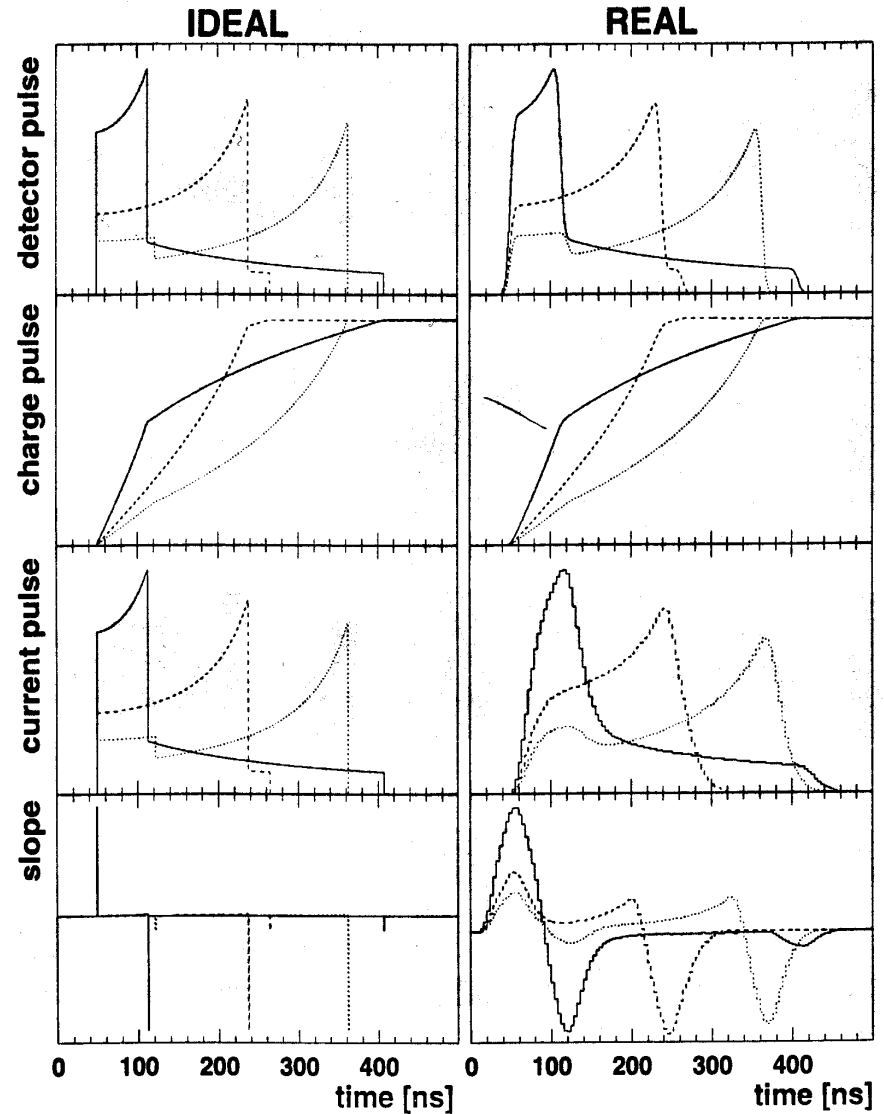 IDEAL
REAL
detector pulse
charge pulse
current pulse
slope
0 100 200 300 400
0 100 200 300 400
time [ns]
time [ns]